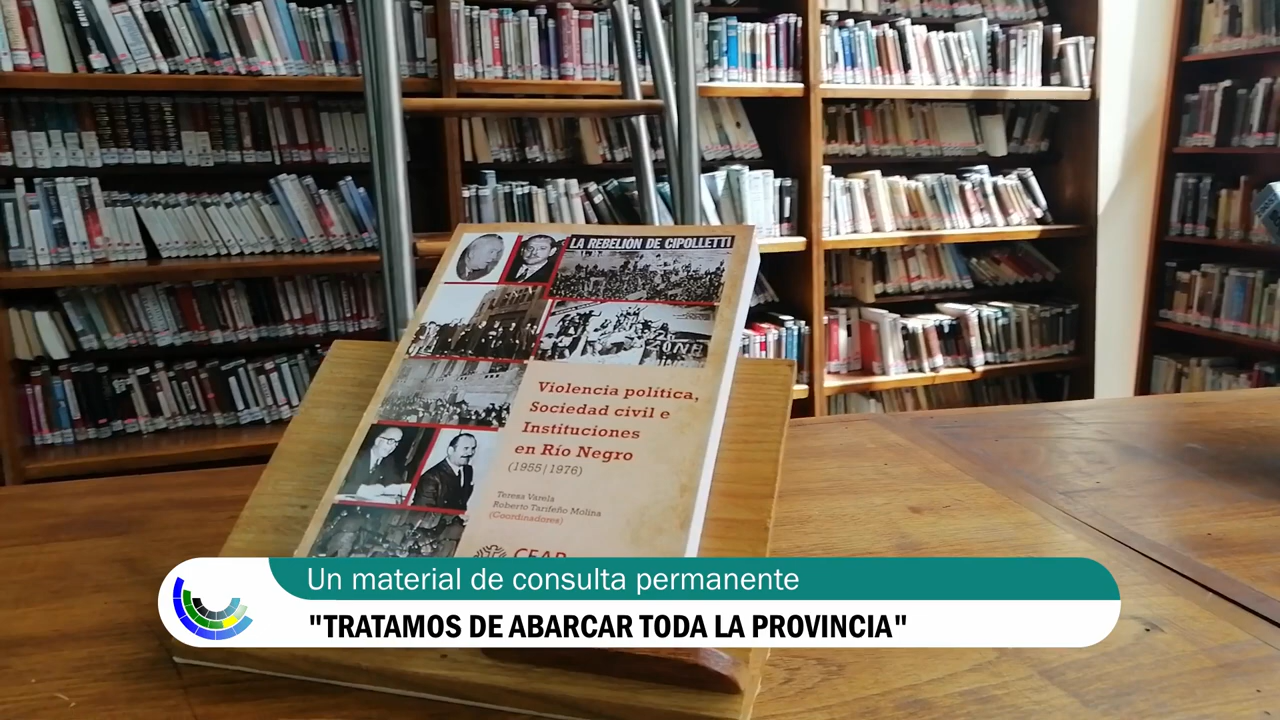 LA REBELIÓN DE CIPOLLETTI
Violencia política,
Sociedad civil e
Instituciones
en Río Negro
(1955|1976)
Teresa Varela
Roberto Tarifeño Molina
(Coordinadores)
Un material de consulta permanente
"TRATAMOS DE ABARCAR TODA LA PROVINCIA"